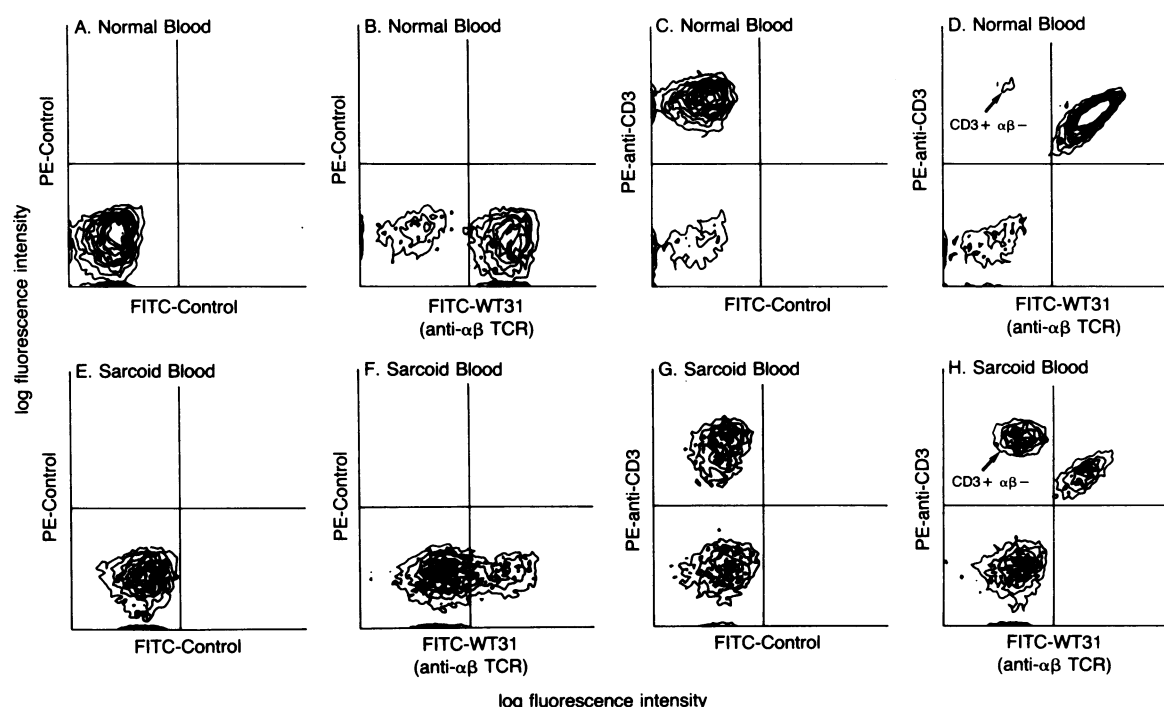 A. Normal Blood
B. Normal Blood
C. Normal Blood
D. Normal Blood
PE-Control
PE-Control
PE-anti-CD3
PE-anti-CD3
CD3+ αβ−
FITC-Control
FITC-WT31
(anti-αβ TCR)
FITC-Control
FITC-WT31
(anti-αβ TCR)
log fluorescence intensity
E. Sarcoid Blood
F. Sarcoid Blood
G. Sarcoid Blood
H. Sarcoid Blood
PE-Control
PE-Control
PE-anti-CD3
PE-anti-CD3
CD3+ αβ−
FITC-Control
FITC-WT31
(anti-αβ TCR)
FITC-Control
FITC-WT31
(anti-αβ TCR)
log fluorescence intensity